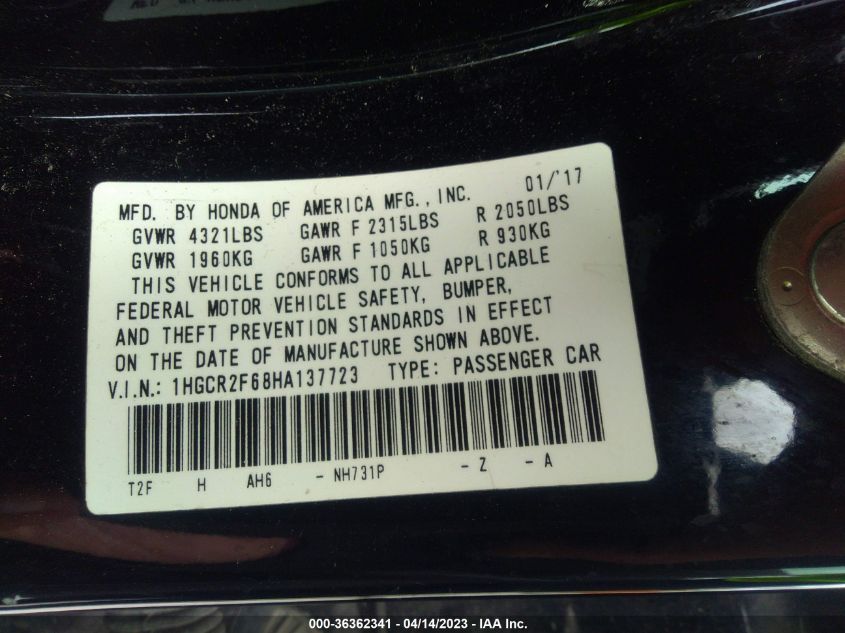 MFD. BY HONDA OF AMERICA MFG., INC. 01/'17
GVWR 4321LBS GAWR F 2315LBS R 2050LBS
GVWR 1960KG GAWR F 1050KG R 930KG
THIS VEHICLE CONFORMS TO ALL APPLICABLE
FEDERAL MOTOR VEHICLE SAFETY, BUMPER,
AND THEFT PREVENTION STANDARDS IN EFFECT
ON THE DATE OF MANUFACTURE SHOWN ABOVE.
V.I.N.: 1HGCR2F68HA137723 TYPE: PASSENGER CAR
T2F H AH6 - NH731P - Z - A
000-36362341 - 04/14/2023 - IAA Inc.